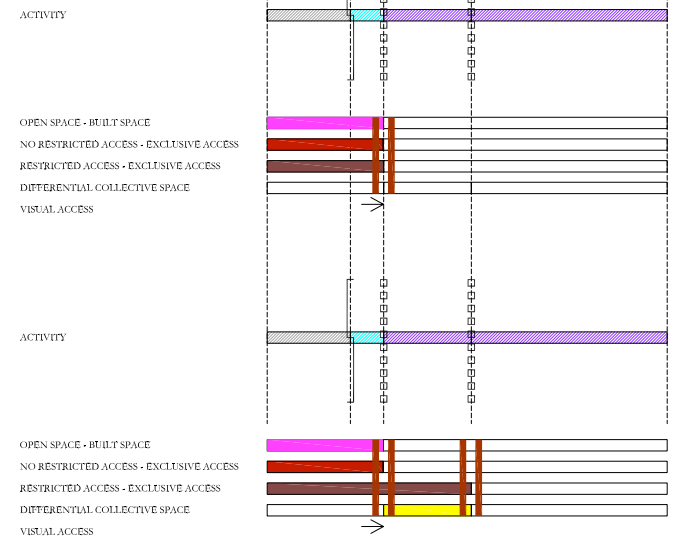 ACTIVITY
OPEN SPACE - BUILT SPACE
NO RESTRICTED ACCESS - EXCLUSIVE ACCESS
RESTRICTED ACCESS - EXCLUSIVE ACCESS
DIFFERENTIAL COLLECTIVE SPACE
VISUAL ACCESS
ACTIVITY
OPEN SPACE - BUILT SPACE
NO RESTRICTED ACCESS - EXCLUSIVE ACCESS
RESTRICTED ACCESS - EXCLUSIVE ACCESS
DIFFERENTIAL COLLECTIVE SPACE
VISUAL ACCESS